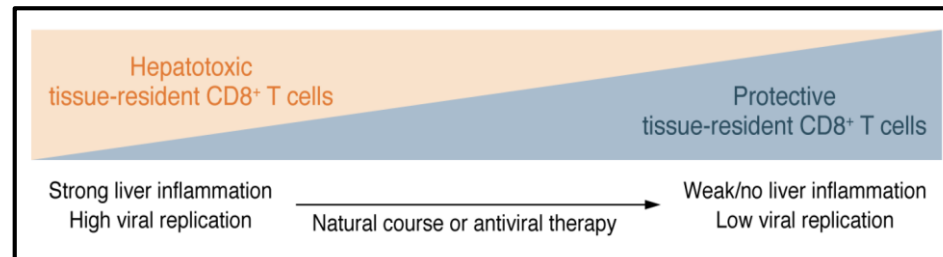 Hepatotoxic
tissue-resident CD8⁺ T cells
Protective
tissue-resident CD8⁺ T cells
Strong liver inflammation
High viral replication
Natural course or antiviral therapy
Weak/no liver inflammation
Low viral replication